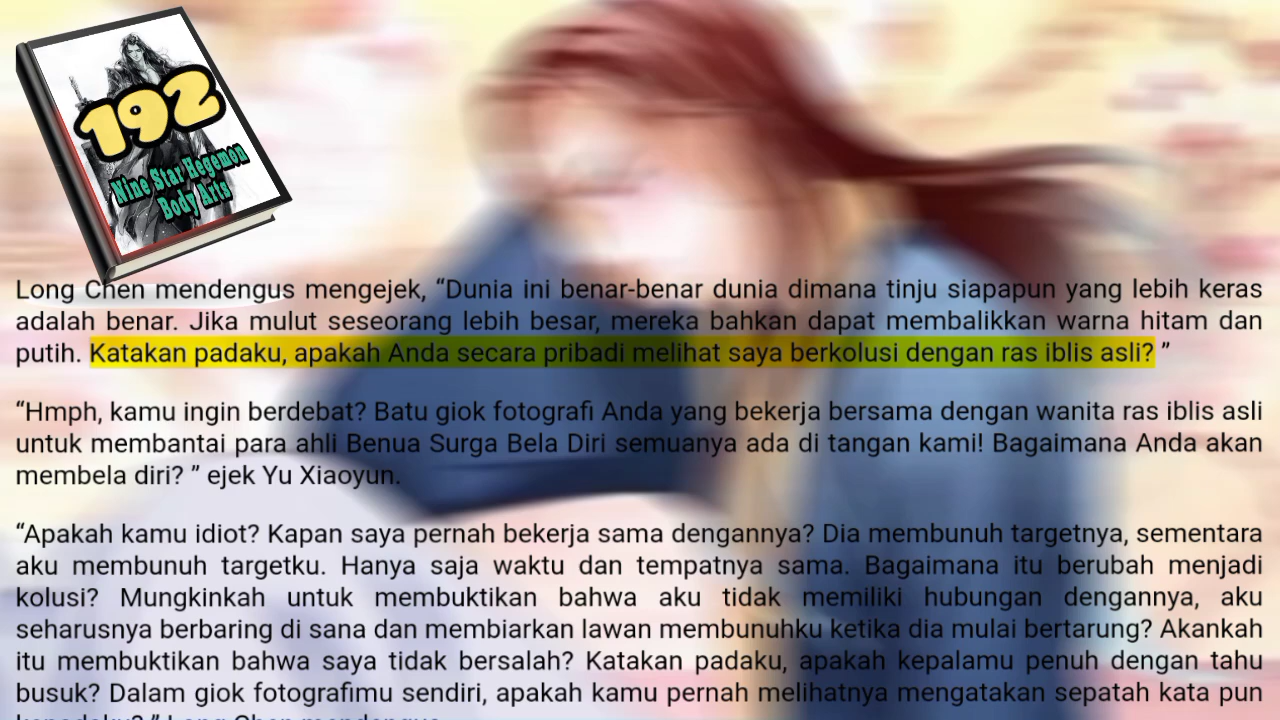 192
Nine Star Hegemon
Body Arts
Long Chen mendengus mengejek, “Dunia ini benar-benar dunia dimana tinju siapapun yang lebih keras
adalah benar. Jika mulut seseorang lebih besar, mereka bahkan dapat membalikkan warna hitam dan
putih. Katakan padaku, apakah Anda secara pribadi melihat saya berkolusi dengan ras iblis asli? ”
“Hmph, kamu ingin berdebat? Batu giok fotografi Anda yang bekerja bersama dengan wanita ras iblis asli
untuk membantai para ahli Benua Surga Bela Diri semuanya ada di tangan kami! Bagaimana Anda akan
membela diri? ” ejek Yu Xiaoyun.
“Apakah kamu idiot? Kapan saya pernah bekerja sama dengannya? Dia membunuh targetnya, sementara
aku membunuh targetku. Hanya saja waktu dan tempatnya sama. Bagaimana itu berubah menjadi
kolusi? Mungkinkah untuk membuktikan bahwa aku tidak memiliki hubungan dengannya, aku
seharusnya berbaring di sana dan membiarkan lawan membunuhku ketika dia mulai bertarung? Akankah
itu membuktikan bahwa saya tidak bersalah? Katakan padaku, apakah kepalamu penuh dengan tahu
busuk? Dalam giok fotografimu sendiri, apakah kamu pernah melihatnya mengatakan sepatah kata pun